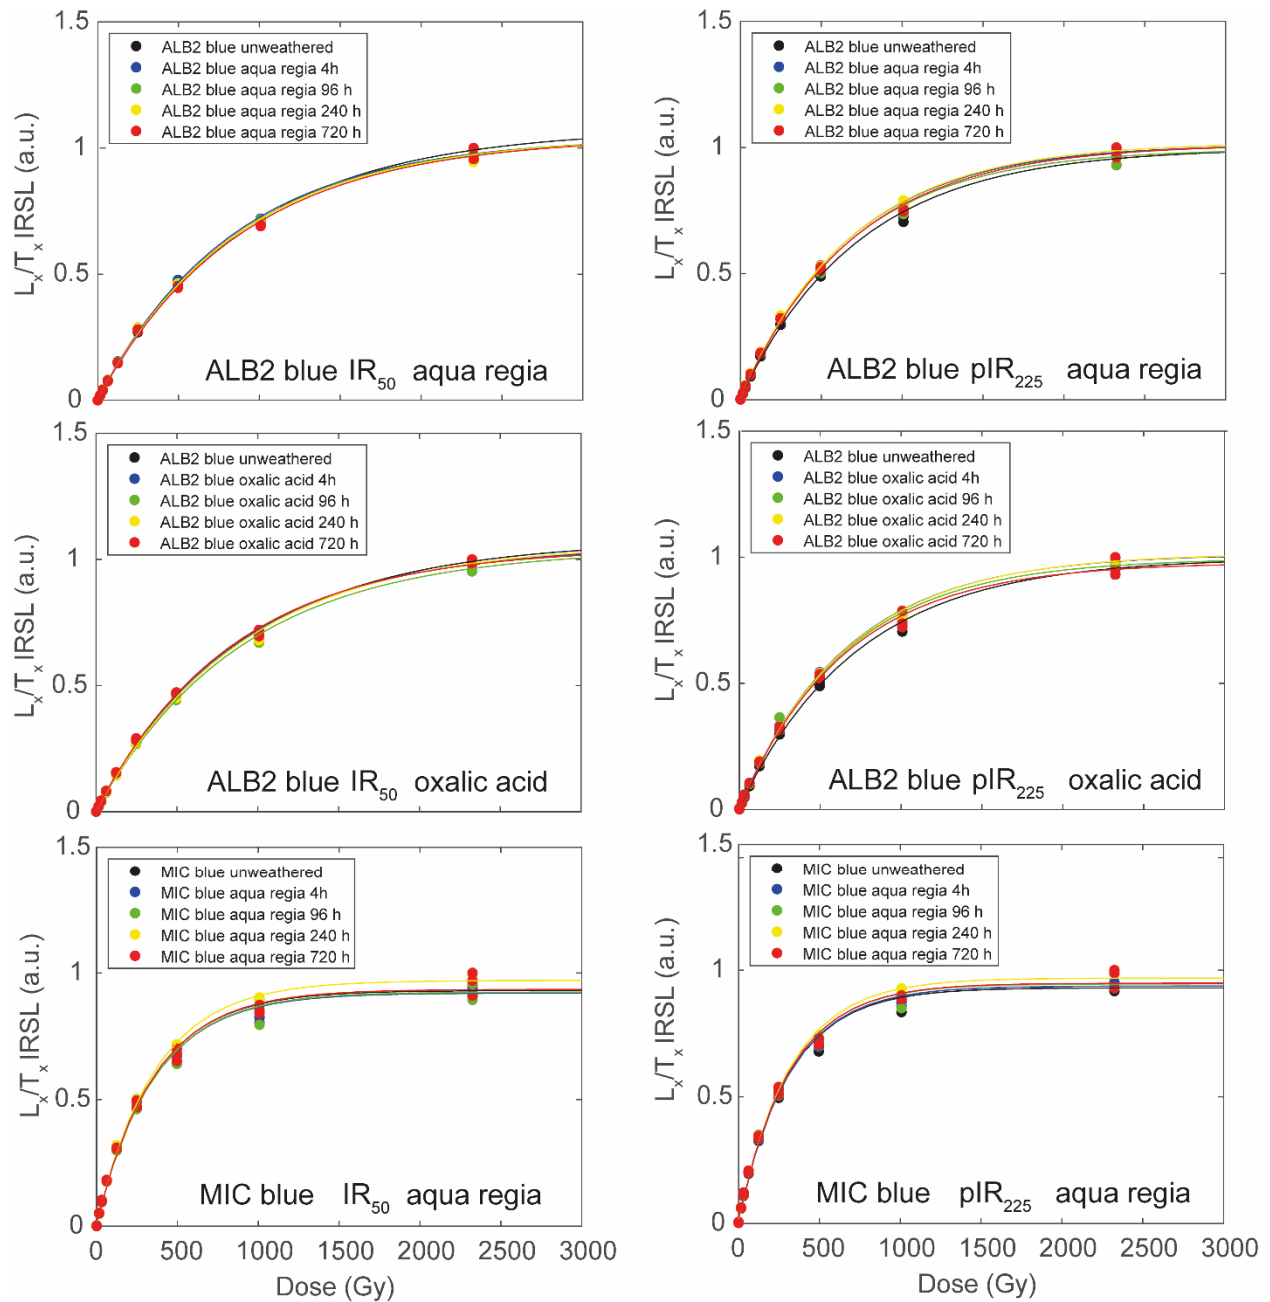 1.5
1
0.5
0
L_x/T_x IRSL (a.u.)
ALB2 blue unweathered
ALB2 blue aqua regia 4h
ALB2 blue aqua regia 96 h
ALB2 blue aqua regia 240 h
ALB2 blue aqua regia 720 h
ALB2 blue IR50 aqua regia
1.5
1
0.5
0
L_x/T_x IRSL (a.u.)
ALB2 blue unweathered
ALB2 blue aqua regia 4h
ALB2 blue aqua regia 96 h
ALB2 blue aqua regia 240 h
ALB2 blue aqua regia 720 h
ALB2 blue pIR225 aqua regia
1.5
1
0.5
0
L_x/T_x IRSL (a.u.)
ALB2 blue unweathered
ALB2 blue oxalic acid 4h
ALB2 blue oxalic acid 96 h
ALB2 blue oxalic acid 240 h
ALB2 blue oxalic acid 720 h
ALB2 blue IR50 oxalic acid
1.5
1
0.5
0
L_x/T_x IRSL (a.u.)
ALB2 blue unweathered
ALB2 blue oxalic acid 4h
ALB2 blue oxalic acid 96 h
ALB2 blue oxalic acid 240 h
ALB2 blue oxalic acid 720 h
ALB2 blue pIR225 oxalic acid
1.5
1
0.5
0
L_x/T_x IRSL (a.u.)
MIC blue unweathered
MIC blue aqua regia 4h
MIC blue aqua regia 96 h
MIC blue aqua regia 240 h
MIC blue aqua regia 720 h
MIC blue IR50 aqua regia
0 500 1000 1500 2000 2500 3000
Dose (Gy)
1.5
1
0.5
0
L_x/T_x IRSL (a.u.)
MIC blue unweathered
MIC blue aqua regia 4h
MIC blue aqua regia 96 h
MIC blue aqua regia 240 h
MIC blue aqua regia 720 h
MIC blue pIR225 aqua regia
0 500 1000 1500 2000 2500 3000
Dose (Gy)